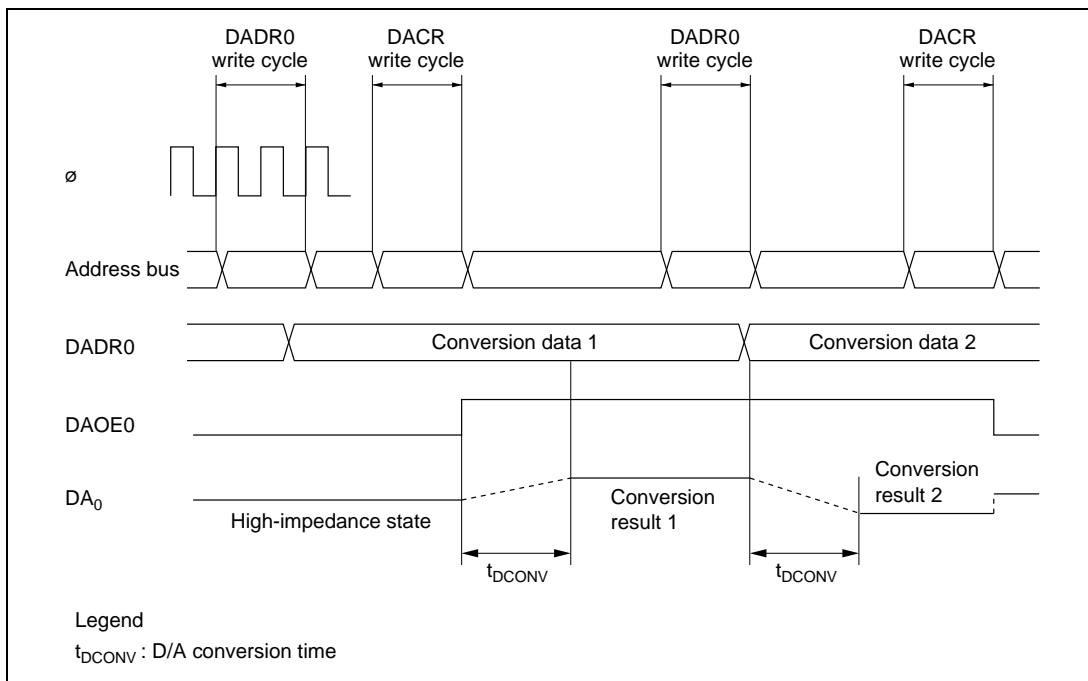 DADR0
write cycle
DACR
write cycle
DADR0
write cycle
DACR
write cycle
ø
Address bus
DADR0
Conversion data 1
Conversion data 2
DAOE0
DA0
High-impedance state
Conversion
result 1
Conversion
result 2
tDCONV
tDCONV
Legend
tDCONV : D/A conversion time